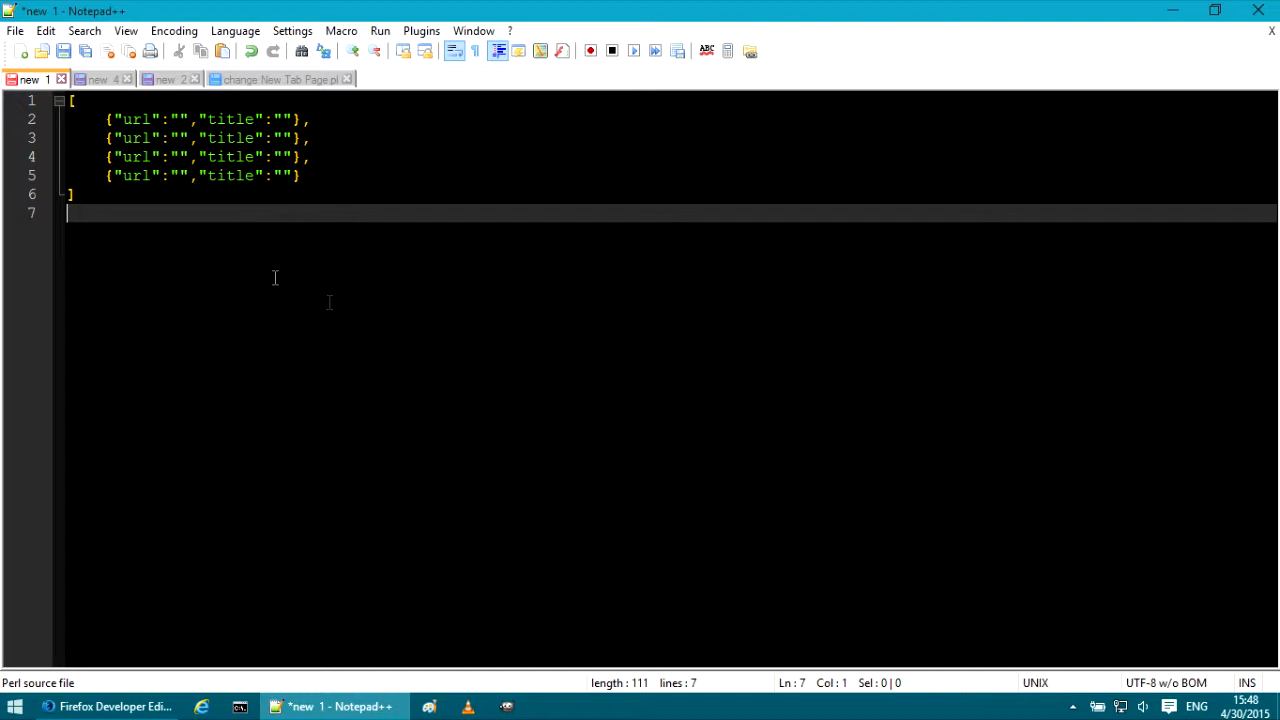 *new 1 - Notepad++
File Edit Search View Encoding Language Settings Macro Run Plugins Window ? X
new 1 new 4 new 2 change New Tab Page.pl
1 [
2 {"url":"","title":""},
3 {"url":"","title":""},
4 {"url":"","title":""},
5 {"url":"","title":""}
6 ]
7
Perl source file length : 111 lines : 7 Ln : 7 Col : 1 Sel : 0 | 0 UNIX UTF-8 w/o BOM INS
Firefox Developer Edi... *new 1 - Notepad++ ENG 15:48
4/30/2015